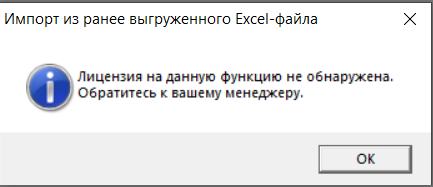 Импорт из ранее выгруженного Excel-файла
Лицензия на данную функцию не обнаружена.
Обратитесь к вашему менеджеру.
OK